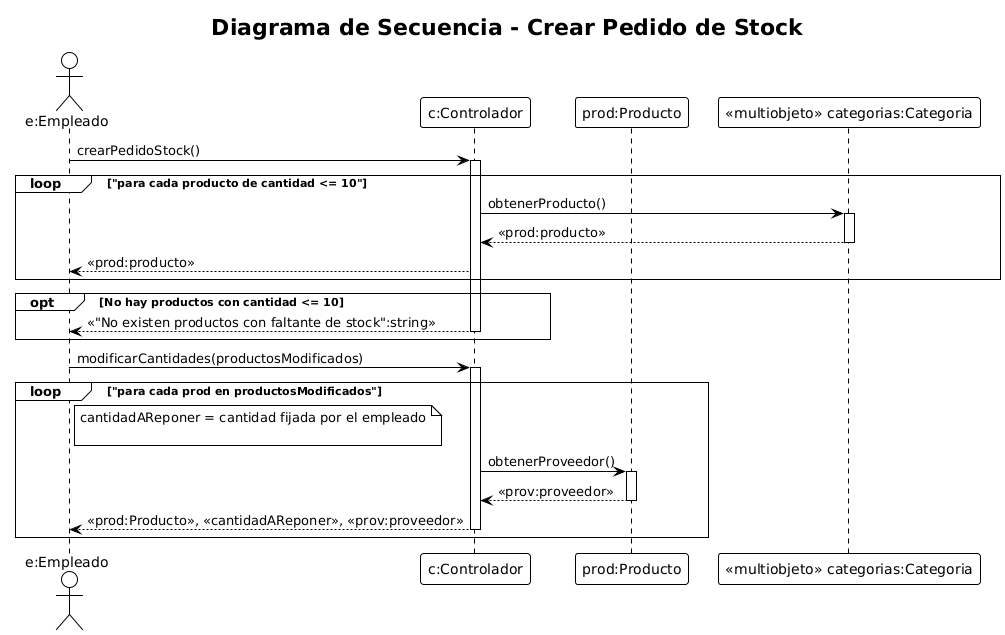 Diagrama de Secuencia - Crear Pedido de Stock
e:Empleado
c:Controlador
prod:Producto
«multiobjeto» categorias:Categoria
crearPedidoStock()
loop
["para cada producto de cantidad <= 10"]
obtenerProducto()
«prod:producto»
«prod:producto»
opt
[No hay productos con cantidad <= 10]
«"No existen productos con faltante de stock":string»
modificarCantidades(productosModificados)
loop
["para cada prod en productosModificados"]
cantidadAReponer = cantidad fijada por el empleado
obtenerProveedor()
«prov:proveedor»
«prod:Producto», «cantidadAReponer», «prov:proveedor»
e:Empleado
c:Controlador
prod:Producto
«multiobjeto» categorias:Categoria